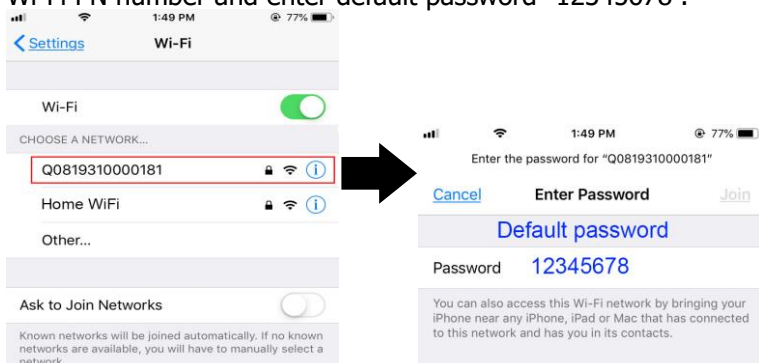 Wi-Fi PN number and enter default password "12345678".
1:49 PM
77%
Settings
Wi-Fi
Wi-Fi
CHOOSE A NETWORK...
Q0819310000181
Home WiFi
Other...
Ask to Join Networks
Known networks will be joined automatically. If no known
networks are available, you will have to manually select a
network.
1:49 PM
77%
Enter the password for "Q0819310000181"
Cancel
Enter Password
Join
Default password
Password 12345678
You can also access this Wi-Fi network by bringing your
iPhone near any iPhone, iPad or Mac that has connected
to this network and has you in its contacts.